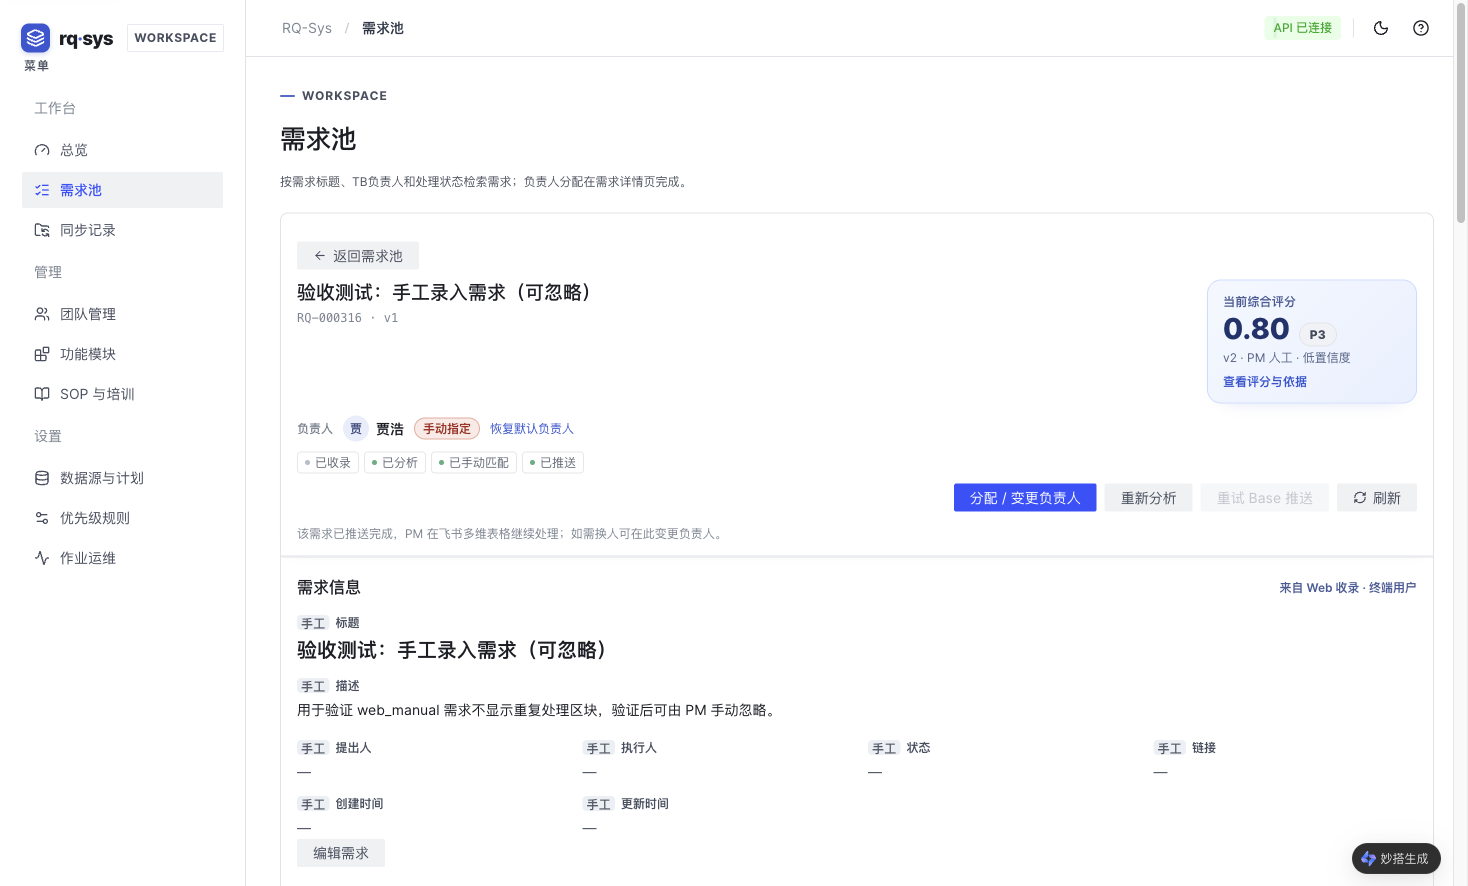 rq·sys WORKSPACE
菜单
工作台
总览
需求池
同步记录
管理
团队管理
功能模块
SOP 与培训
设置
数据源与计划
优先级规则
作业运维
RQ-Sys / 需求池
API 已连接
WORKSPACE
需求池
按需求标题、TB负责人和处理状态检索需求；负责人分配在需求详情页完成。
← 返回需求池
验收测试：手工录入需求（可忽略）
RQ-000316 · v1
当前综合评分
0.80 P3
v2 · PM 人工 · 低置信度
查看评分与依据
负责人 贾 贾浩 手动指定 恢复默认负责人
已收录 已分析 已手动匹配 已推送
分配 / 变更负责人 重新分析 重试 Base 推送 刷新
该需求已推送完成，PM 在飞书多维表格继续处理；如需换人可在此变更负责人。
需求信息 来自 Web 收录 · 终端用户
手工 标题
验收测试：手工录入需求（可忽略）
手工 描述
用于验证 web_manual 需求不显示重复处理区块，验证后可由 PM 手动忽略。
手工 提出人 手工 执行人 手工 状态 手工 链接
— — — —
手工 创建时间 手工 更新时间
— —
编辑需求
妙搭生成